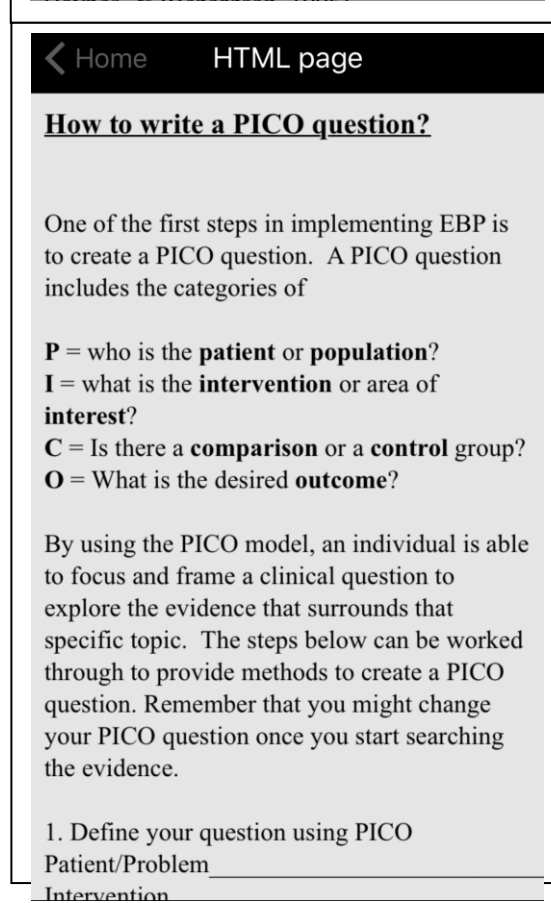 Home HTML page
How to write a PICO question?
One of the first steps in implementing EBP is
to create a PICO question.  A PICO question
includes the categories of
P = who is the patient or population?
I = what is the intervention or area of
interest?
C = Is there a comparison or a control group?
O = What is the desired outcome?
By using the PICO model, an individual is able
to focus and frame a clinical question to
explore the evidence that surrounds that
specific topic.  The steps below can be worked
through to provide methods to create a PICO
question. Remember that you might change
your PICO question once you start searching
the evidence.
1. Define your question using PICO
Patient/Problem________________________
Intervention